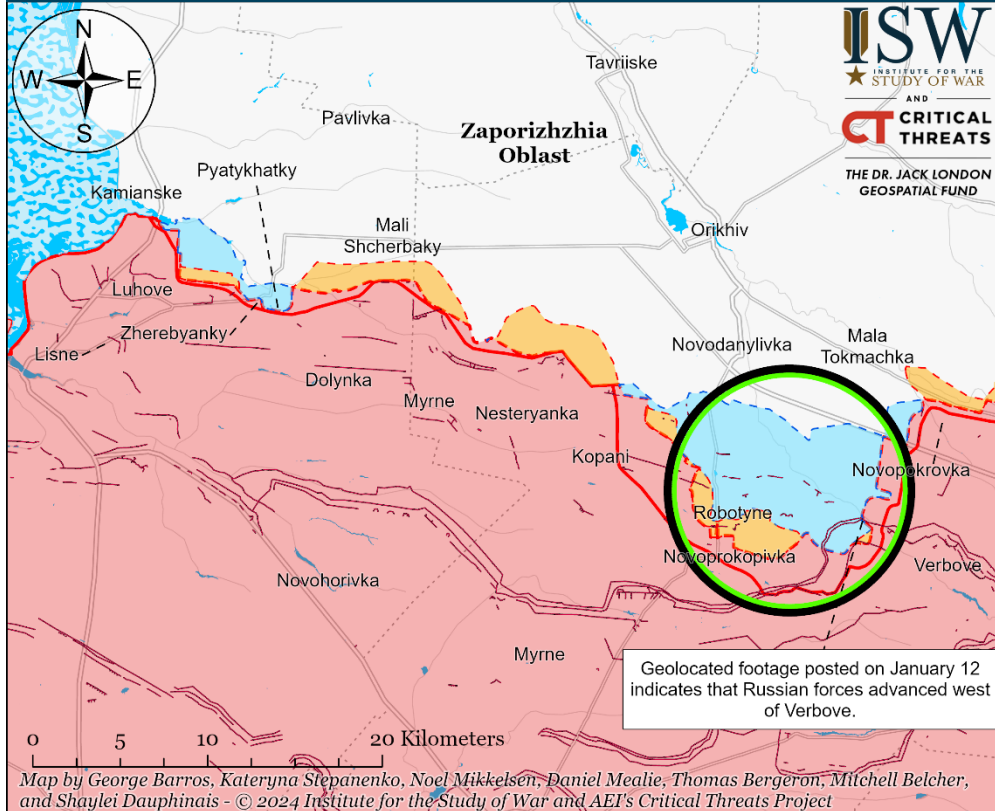 N
W E
S
ISW
INSTITUTE FOR THE
STUDY OF WAR
AND
CT CRITICAL
THREATS
THE DR. JACK LONDON
GEOSPATIAL FUND
Tavriiske
Pavlivka
Zaporizhzhia
Oblast
Pyatykhatky
Kamianske
Mali
Shcherbaky
Orikhiv
Luhove
Zherebyanky
Lisne
Novodanylivka
Mala
Tokmachka
Dolynka
Myrne
Nesteryanka
Kopani
Novopokrovka
Robotyne
Novoprokopivka
Verbove
Novohorivka
Myrne
Geolocated footage posted on January 12
indicates that Russian forces advanced west
of Verbove.
0 5 10 20 Kilometers
Map by George Barros, Kateryna Stepanenko, Noel Mikkelsen, Daniel Mealie, Thomas Bergeron, Mitchell Belcher,
and Shaylei Dauphinais - © 2024 Institute for the Study of War and AEI's Critical Threats Project